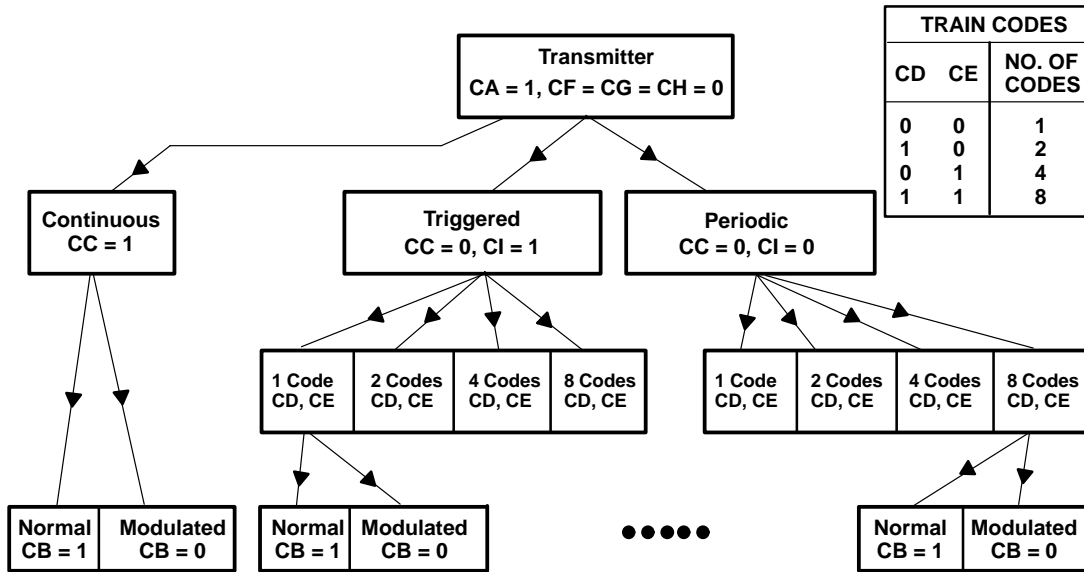 Transmitter
CA = 1, CF = CG = CH = 0
TRAIN CODES
CD CE NO. OF CODES
0 0 1
1 0 2
0 1 4
1 1 8
Continuous
CC = 1
Triggered
CC = 0, CI = 1
Periodic
CC = 0, CI = 0
1 Code
CD, CE
2 Codes
CD, CE
4 Codes
CD, CE
8 Codes
CD, CE
1 Code
CD, CE
2 Codes
CD, CE
4 Codes
CD, CE
8 Codes
CD, CE
Normal
CB = 1
Modulated
CB = 0
Normal
CB = 1
Modulated
CB = 0
Normal
CB = 1
Modulated
CB = 0